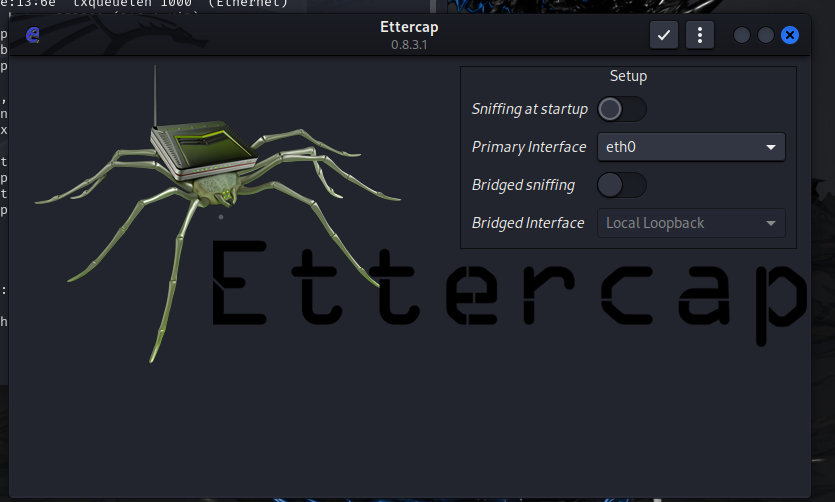 e:13:6e  txqueuelen 1000  (Ethernet)
Ettercap
0.8.3.1
Setup
Sniffing at startup
Primary Interface
eth0
Bridged sniffing
Bridged Interface
Local Loopback
Ettercap